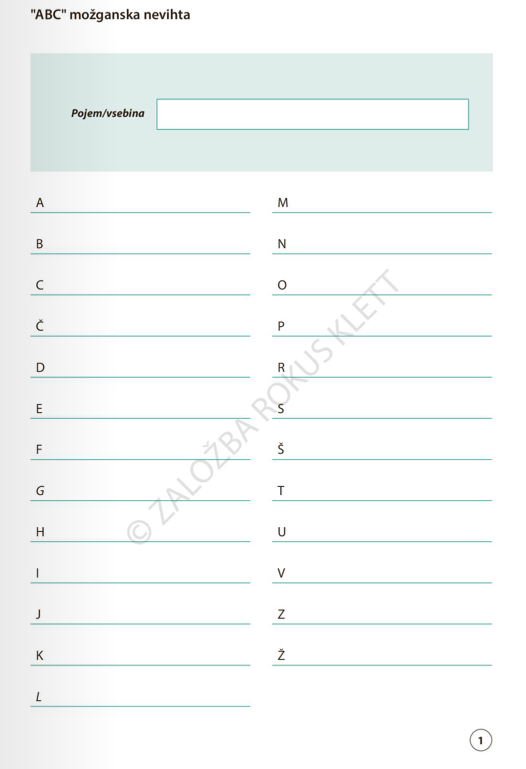 "ABC" možganska nevihta
Pojem/vsebina
A
B
C
Č
D
E
F
G
H
I
J
K
L
M
N
O
P
R
S
Š
T
U
V
Z
Ž
© ZALOŽBA ROKUS KLETT
1